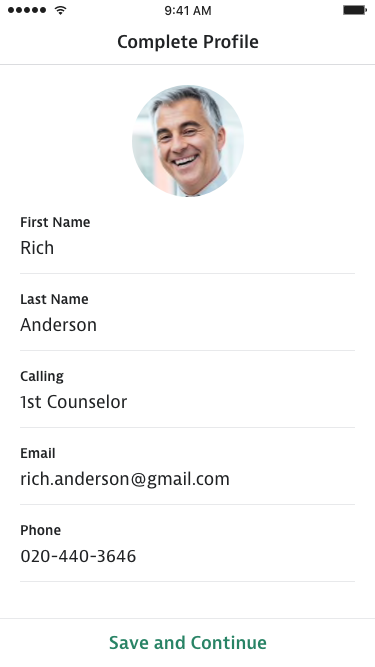 9:41 AM
Complete Profile
First Name
Rich
Last Name
Anderson
Calling
1st Counselor
Email
rich.anderson@gmail.com
Phone
020-440-3646
Save and Continue